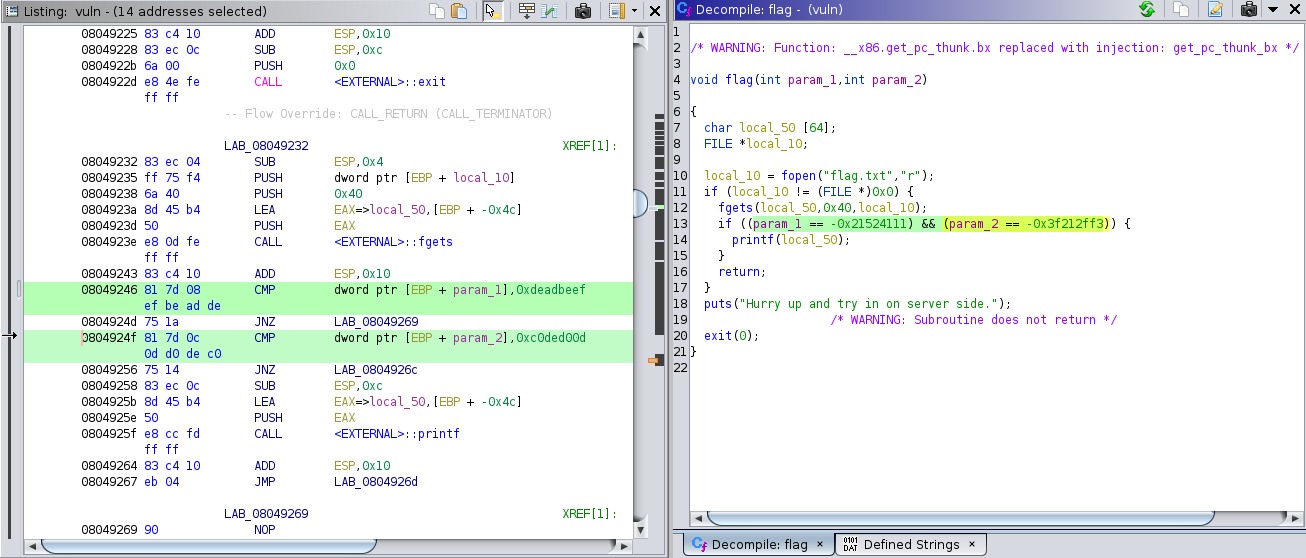 Listing: vuln - (14 addresses selected)
08049225 83 c4 10 ADD ESP,0x10
08049228 83 ec 0c SUB ESP,0xc
0804922b 6a 00 PUSH 0x0
0804922d e8 4e fe CALL <EXTERNAL>::exit
ff ff
-- Flow Override: CALL_RETURN (CALL_TERMINATOR)
LAB_08049232 XREF[1]:
08049232 83 ec 04 SUB ESP,0x4
08049235 ff 75 f4 PUSH dword ptr [EBP + local_10]
08049238 6a 40 PUSH 0x40
0804923a 8d 45 b4 LEA EAX=>local_50,[EBP + -0x4c]
0804923d 50 PUSH EAX
0804923e e8 0d fe CALL <EXTERNAL>::fgets
ff ff
08049243 83 c4 10 ADD ESP,0x10
08049246 81 7d 08 CMP dword ptr [EBP + param_1],0xdeadbeef
ef be ad de
0804924d 75 1a JNZ LAB_08049269
0804924f 81 7d 0c CMP dword ptr [EBP + param_2],0xc0ded00d
0d d0 de c0
08049256 75 14 JNZ LAB_0804926c
08049258 83 ec 0c SUB ESP,0xc
0804925b 8d 45 b4 LEA EAX=>local_50,[EBP + -0x4c]
0804925e 50 PUSH EAX
0804925f e8 cc fd CALL <EXTERNAL>::printf
ff ff
08049264 83 c4 10 ADD ESP,0x10
08049267 eb 04 JMP LAB_0804926d
LAB_08049269 XREF[1]:
08049269 90 NOP
Decompile: flag - (vuln)
1
2 /* WARNING: Function: __x86.get_pc_thunk.bx replaced with injection: get_pc_thunk_bx */
3
4 void flag(int param_1,int param_2)
5
6 {
7 char local_50 [64];
8 FILE *local_10;
9
10 local_10 = fopen("flag.txt","r");
11 if (local_10 != (FILE *)0x0) {
12 fgets(local_50,0x40,local_10);
13 if ((param_1 == -0x21524111) && (param_2 == -0x3f212ff3)) {
14 printf(local_50);
15 }
16 return;
17 }
18 puts("Hurry up and try in on server side.");
19 /* WARNING: Subroutine does not return */
20 exit(0);
21 }
22
Decompile: flag × Defined Strings ×